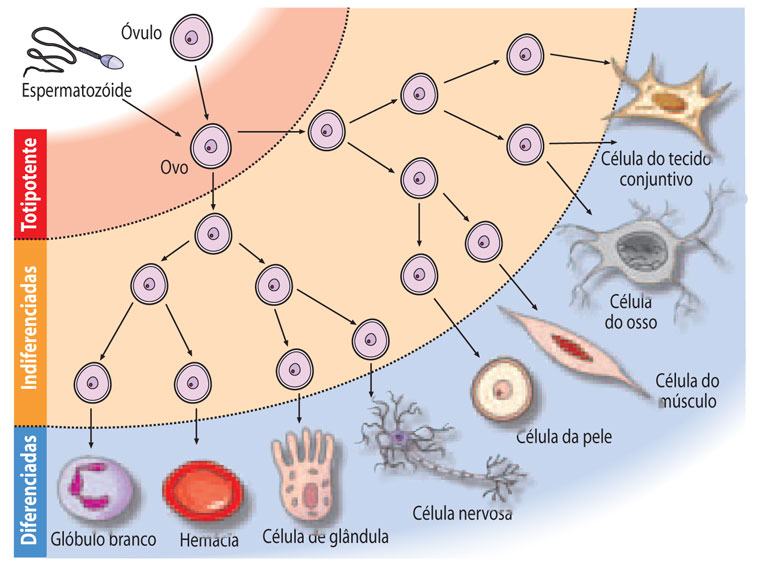 Óvulo
Espermatozóide
Ovo
Totipotente
Indiferenciadas
Diferenciadas
Célula do tecido
conjuntivo
Célula
do osso
Célula do
músculo
Célula da pele
Célula nervosa
Célula de glândula
Hemácia
Glóbulo branco